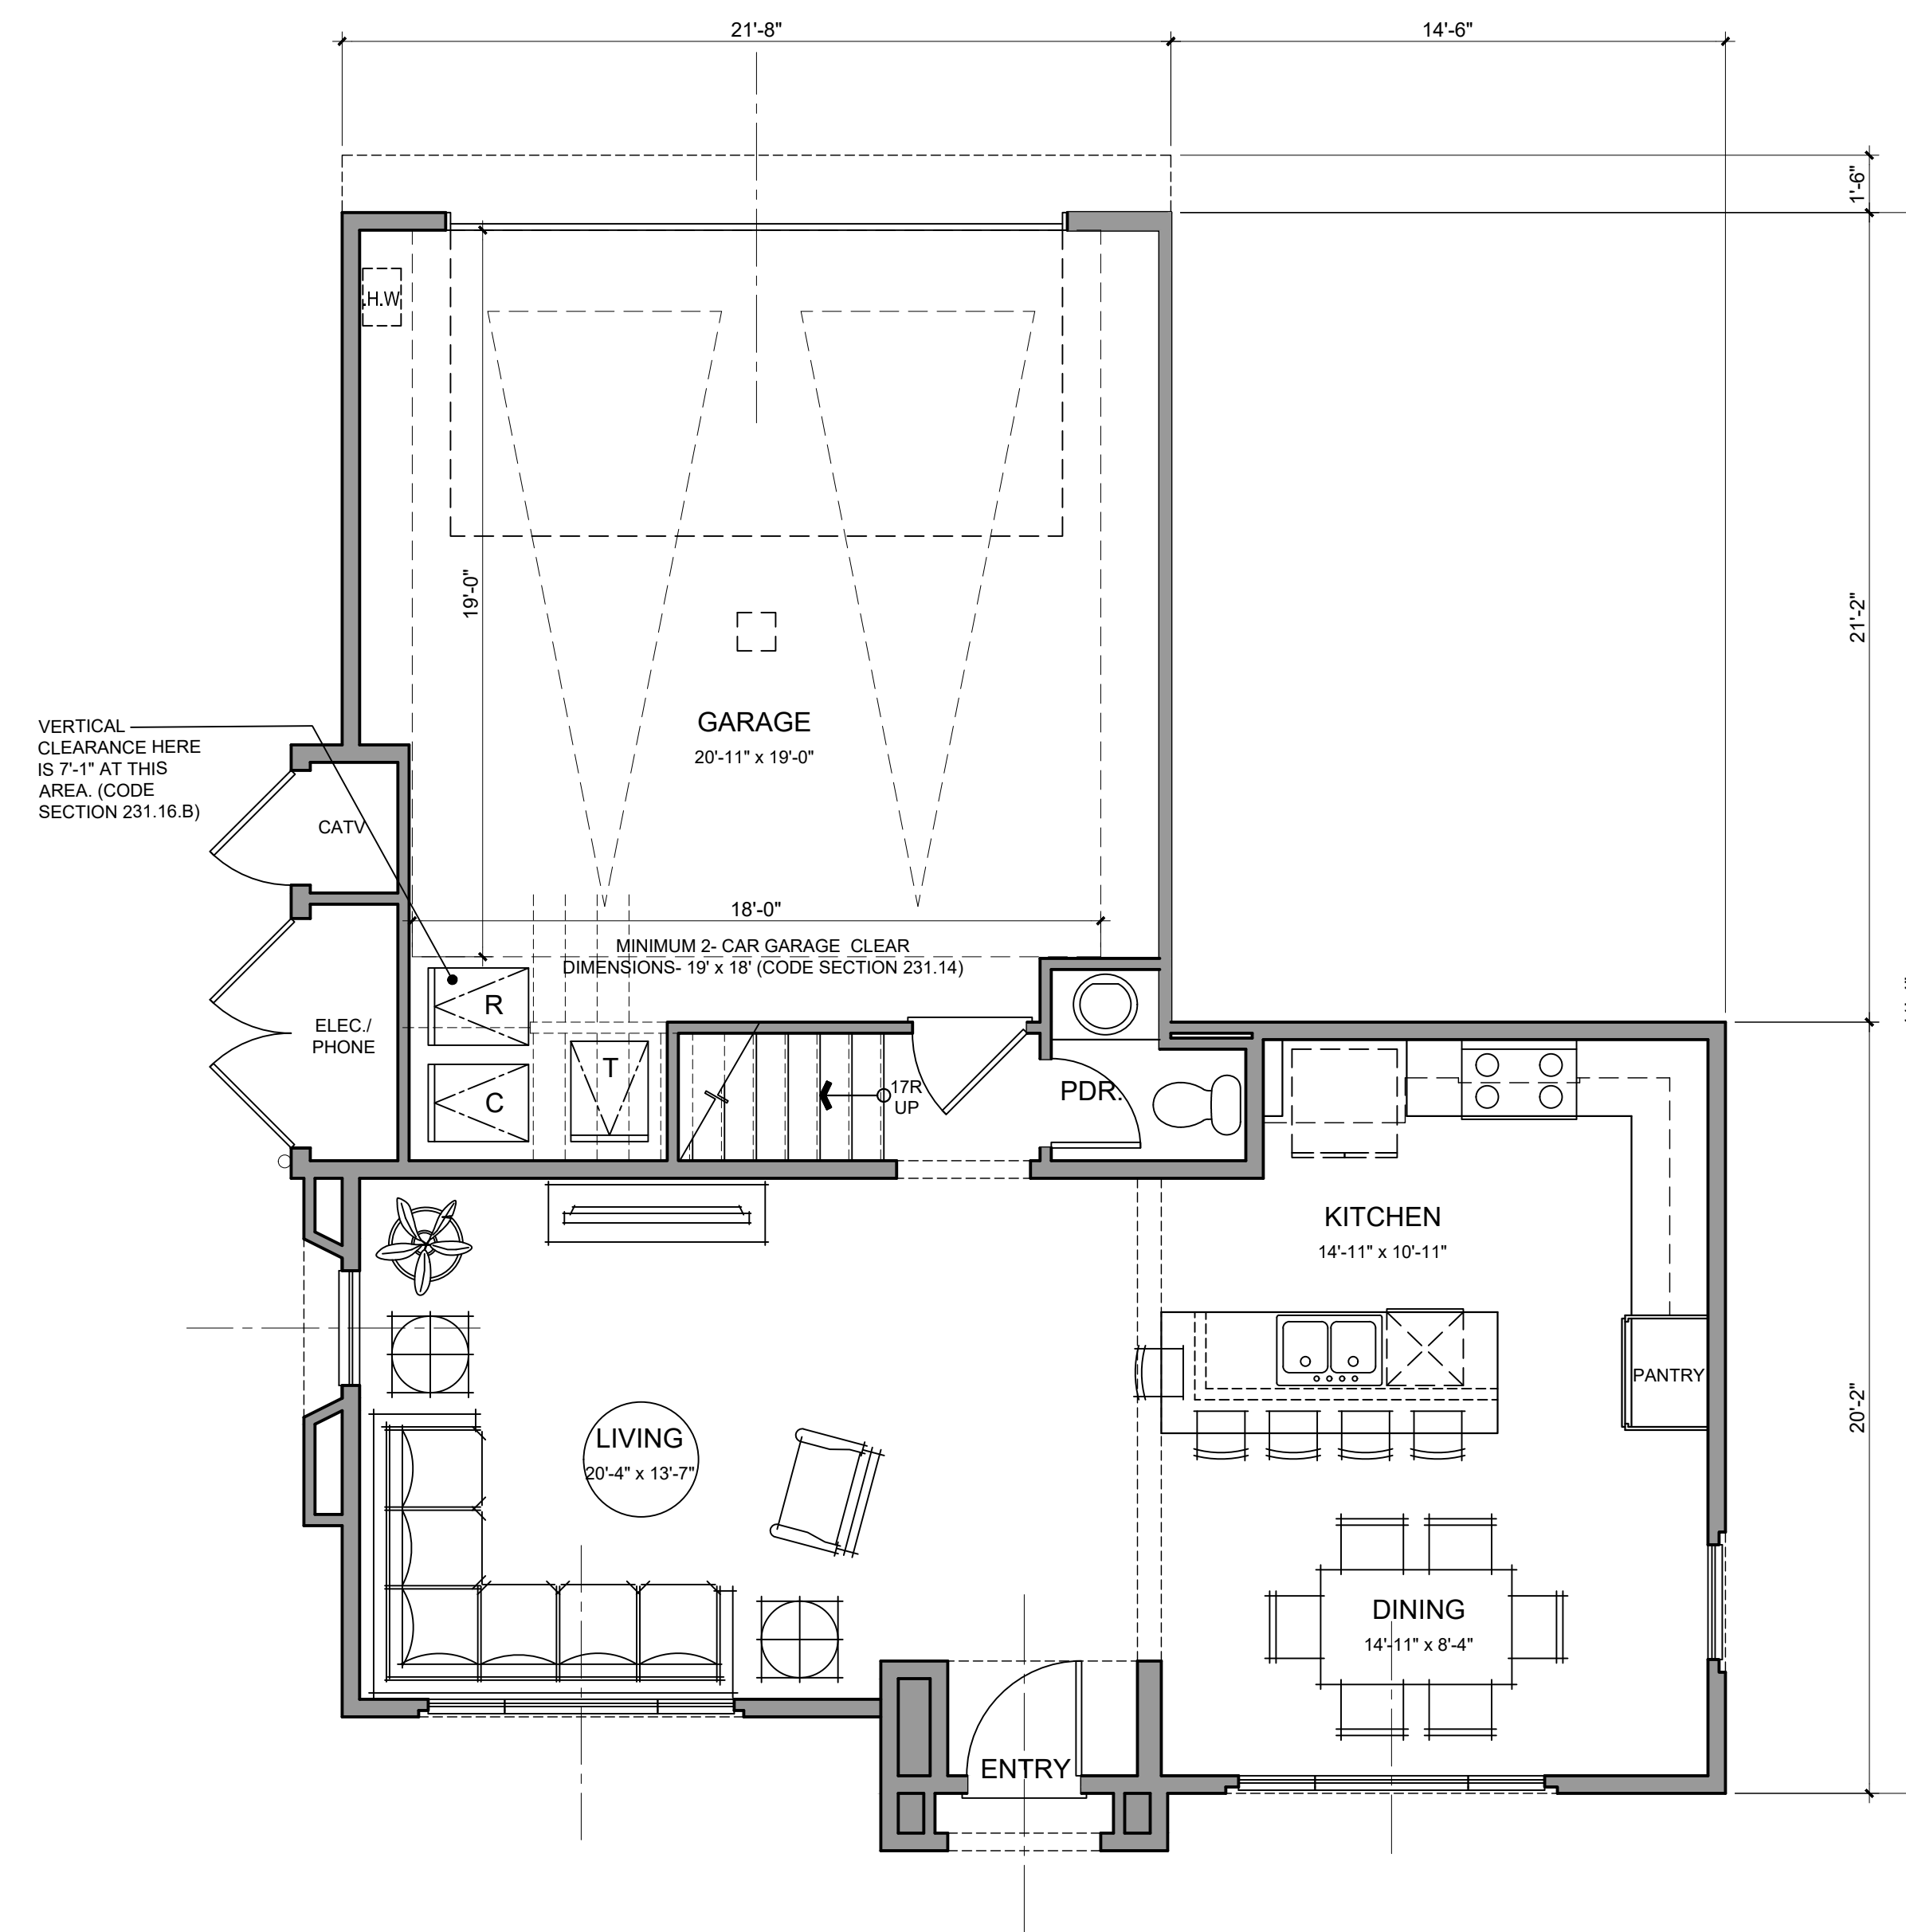 21'-8"
14'-6"
1'-6"
.H.W
19'-0"
21'-2"
GARAGE
20'-11" x 19'-0"
VERTICAL
CLEARANCE HERE
IS 7'-1" AT THIS
AREA. (CODE
SECTION 231.16.B)
CATV
18'-0"
MINIMUM 2- CAR GARAGE CLEAR
DIMENSIONS- 19' x 18' (CODE SECTION 231.14)
R
ELEC./
PHONE
T
C
17R
UP
PDR.
KITCHEN
14'-11" x 10'-11"
PANTRY
20'-2"
LIVING
20'-4" x 13'-7"
DINING
14'-11" x 8'-4"
ENTRY